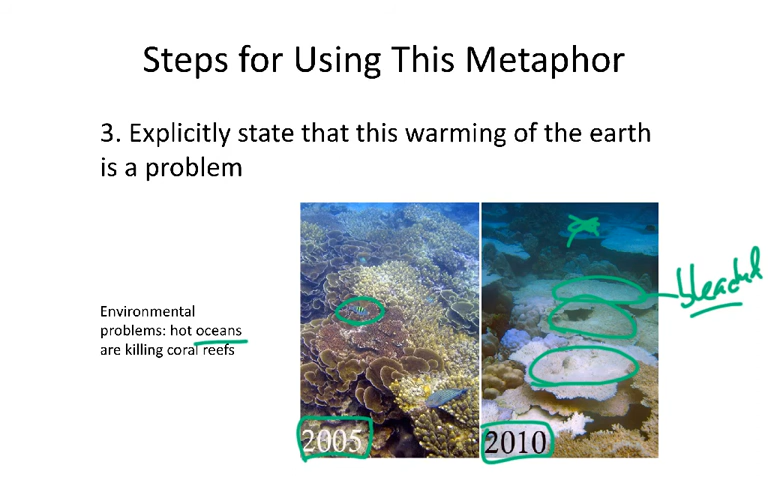 Steps for Using This Metaphor
3. Explicitly state that this warming of the earth
is a problem
Environmental
problems: hot oceans
are killing coral reefs
2005
2010
bleached